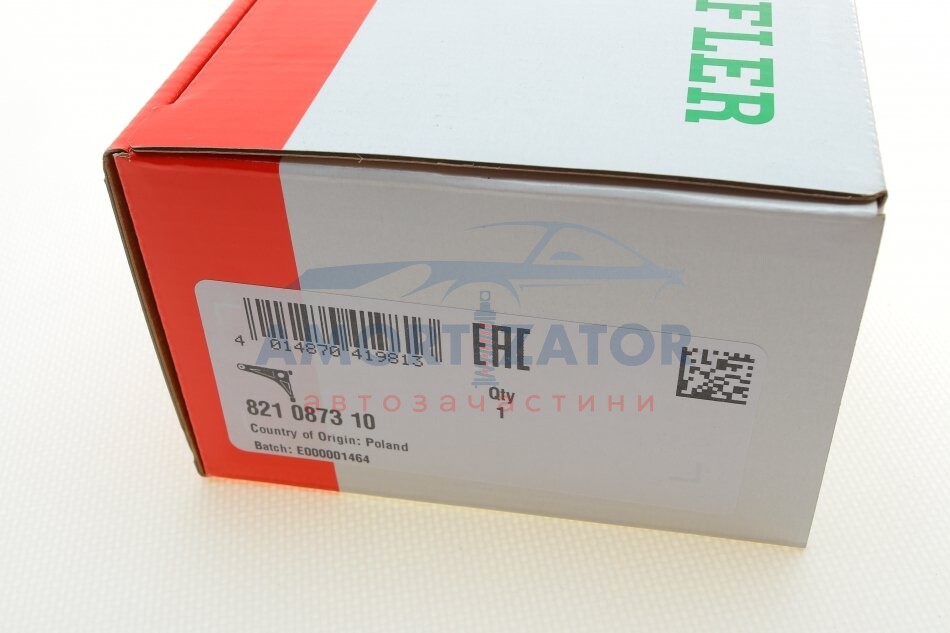 FLER
4 014870 419813
EAC
AMORTIZATOR
автозапчастини
Qty
1
821 0873 10
Country of Origin: Poland
Batch: E000001464